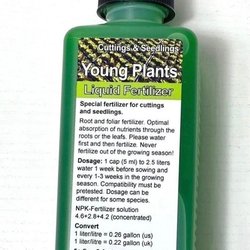 Cuttings & Seedlings
Young Plants
Liquid Fertilizer
Special fertilizer for cuttings
and seedlings.
Root and foliar fertilizer. Optimal
absorption of nutrients through the
roots or the leafs. Please water
first and then fertilize. Never
fertilize out of the growing season!
Dosage: 1 cap (5 ml) to 2.5 liters
water 1 week before sowing and
every 1-3 weeks in the growing
season. Compatibility must be
pretested. Dosage can be
different for some species.
NPK-Fertilizer solution
4.6+2.8+4.2 (concentrated)
Convert
1 liter/litre = 0.26 gallon (us)
1 liter/litre = 0.22 gallon (uk)